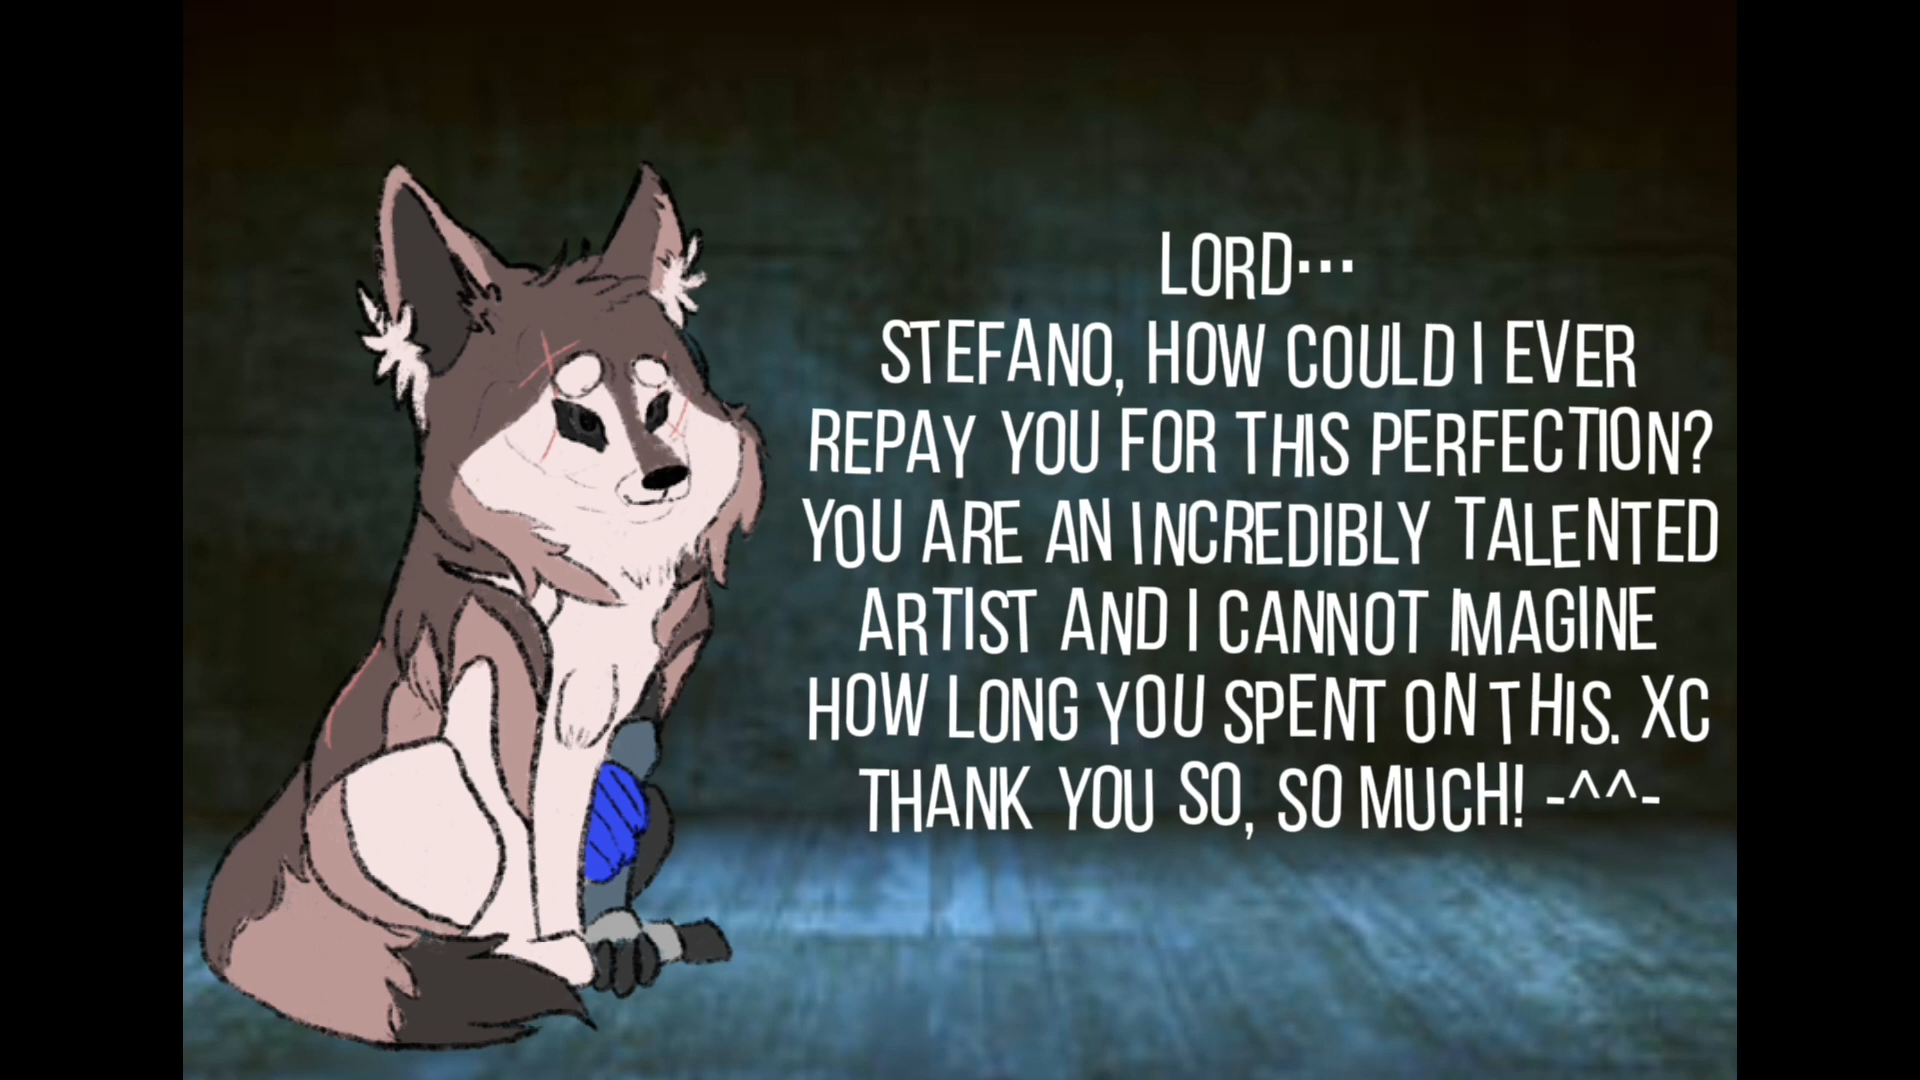 LORD...
STEFANO, HOW COULD I EVER
REPAY YOU FOR THIS PERFECTION?
YOU ARE AN INCREDIBLY TALENTED
ARTIST AND I CANNOT IMAGINE
HOW LONG YOU SPENT ON THIS. XC
THANK YOU SO, SO MUCH! -^^-